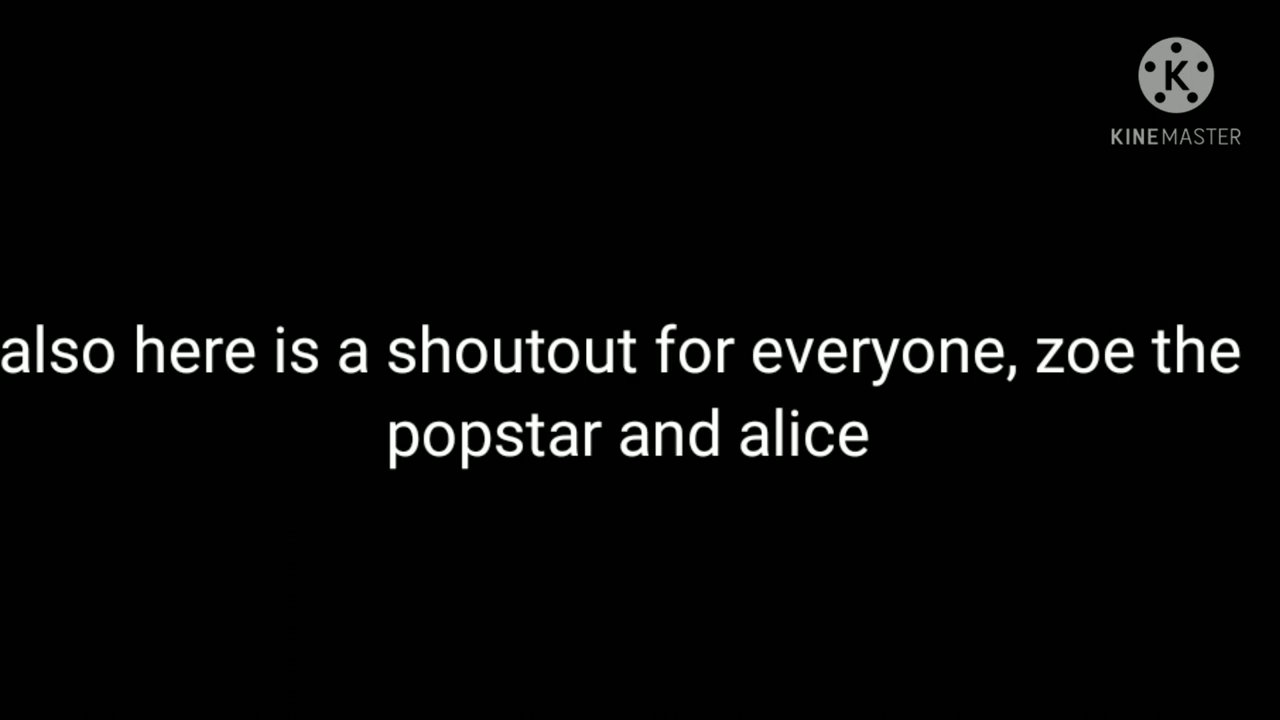 K
KINEMASTER
also here is a shoutout for everyone, zoe the
popstar and alice